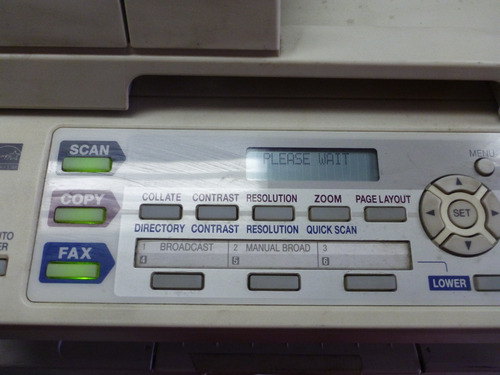 SCAN
PLEASE WAIT
MENU
COPY
COLLATE CONTRAST RESOLUTION ZOOM PAGE LAYOUT
SET
DIRECTORY CONTRAST RESOLUTION QUICK SCAN
FAX
1 BROADCAST 2 MANUAL BROAD 3
4 5 6
LOWER